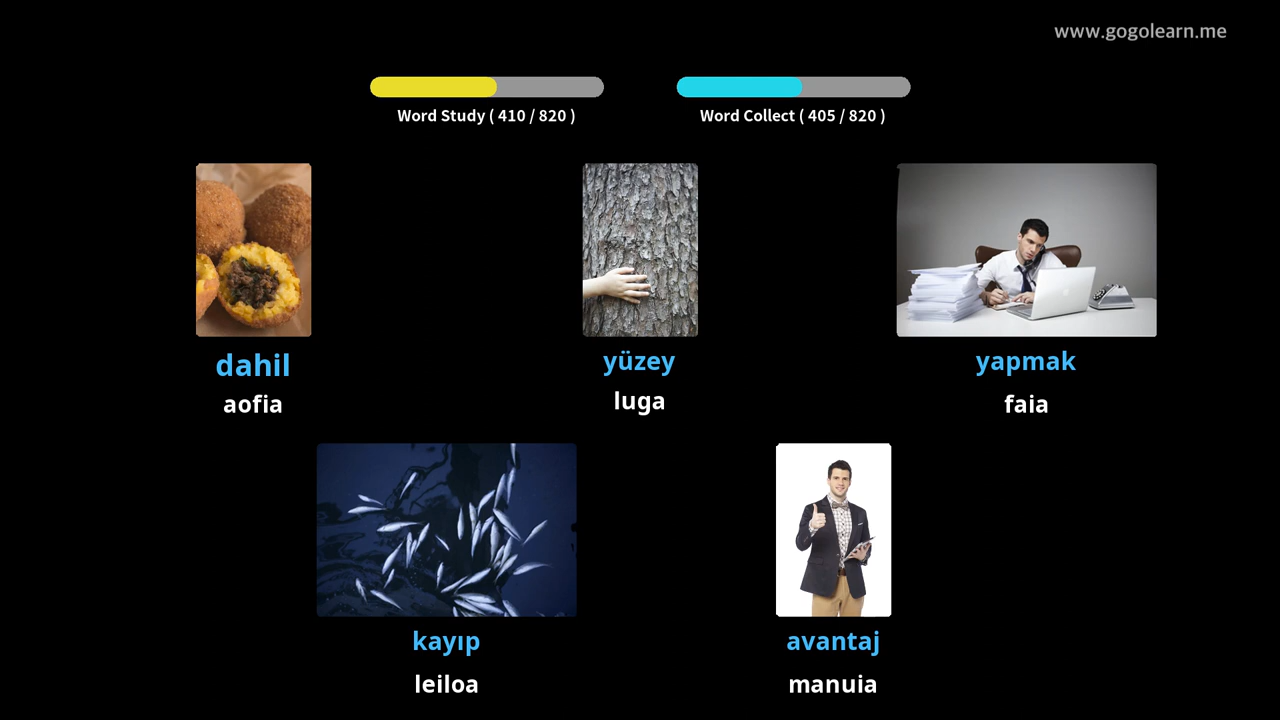 www.gogolearn.me
Word Study ( 410 / 820 )
Word Collect ( 405 / 820 )
dahil
aofia
yüzey
luga
yapmak
faia
kayıp
leiloa
avantaj
manuia